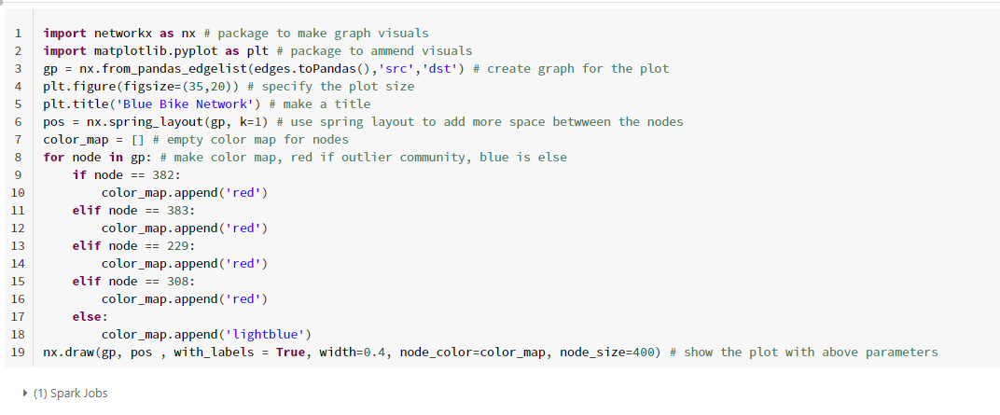 1 import networkx as nx # package to make graph visuals
2 import matplotlib.pyplot as plt # package to ammend visuals
3 gp = nx.from_pandas_edgelist(edges.toPandas(),'src','dst') # create graph for the plot
4 plt.figure(figsize=(35,20)) # specify the plot size
5 plt.title('Blue Bike Network') # make a title
6 pos = nx.spring_layout(gp, k=1) # use spring layout to add more space betwween the nodes
7 color_map = [] # empty color map for nodes
8 for node in gp: # make color map, red if outlier community, blue is else
9     if node == 382:
10         color_map.append('red')
11     elif node == 383:
12         color_map.append('red')
13     elif node == 229:
14         color_map.append('red')
15     elif node == 308:
16         color_map.append('red')
17     else:
18         color_map.append('lightblue')
19 nx.draw(gp, pos , with_labels = True, width=0.4, node_color=color_map, node_size=400) # show the plot with above parameters
(1) Spark Jobs